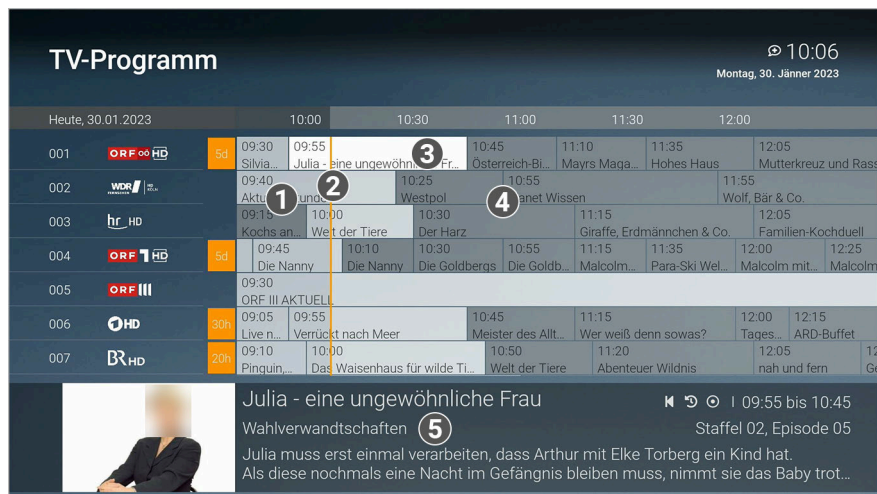 TV-Programm
10:06
Montag, 30. Jänner 2023
Heute, 30.01.2023 10:00 10:30 11:00 11:30 12:00
001 ORF OÖ HD 5d
09:30 09:55 10:45 11:10 11:35 12:05
Silvia... Julia - eine ungewöhn Fr... Österreich-Bi... Mayrs Maga... Hohes Haus Mutterkreuz und Rass
3
002 WDR FERNSEHEN HD KÖLN
09:40 10:25 10:55 11:55
Westpol Wissen Wolf, Bär & Co.
1 2 4
003 hr HD
09:15 10:00 10:30 11:15 12:05
Kochs an... Welt der Tiere Der Harz Giraffe, Erdmännchen & Co. Familien-Kochduell
004 ORF 1 HD 5d
09:45 10:10 10:30 10:55 11:15 11:35 12:00 12:25
Die Nanny Die Nanny Die Goldbergs Die Goldb... Malcolm... Para-Ski Wel... Malcolm mit... Malcolm
005 ORF III
09:30
ORF III AKTUELL
006 1 HD 30h
09:05 09:55 10:45 11:15 12:00 12:15
Live n... Verrückt nach Meer Meister des Allt... Wer weiß denn sowas? Tages... ARD-Buffet
007 BR HD 20h
09:10 10:00 10:50 11:20 12:05 12
Pinguin,... Das Waisenhaus für wilde Ti... Welt der Tiere Abenteuer Wildnis nah und fern Ge
Julia - eine ungewöhnliche Frau
09:55 bis 10:45
Wahlverwandtschaften 5
Staffel 02, Episode 05
Julia muss erst einmal verarbeiten, dass Arthur mit Elke Torberg ein Kind hat.
Als diese nochmals eine Nacht im Gefängnis bleiben muss, nimmt sie das Baby trot...